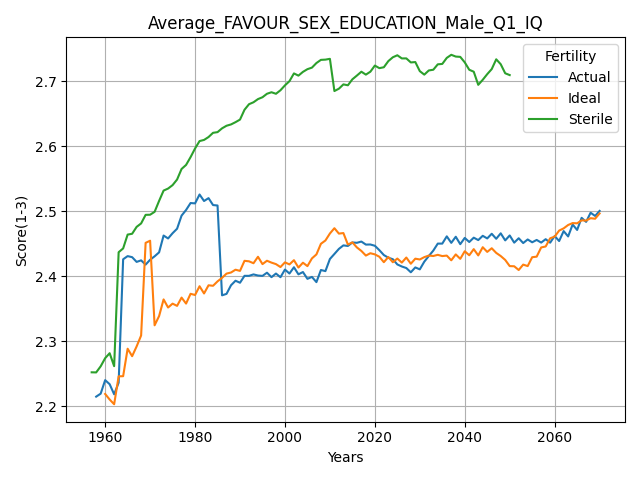 Average_FAVOUR_SEX_EDUCATION_Male_Q1_IQ
Fertility
Actual
Ideal
Sterile
Score(1-3)
2.7
2.6
2.5
2.4
2.3
2.2
1960 1980 2000 2020 2040 2060
Years